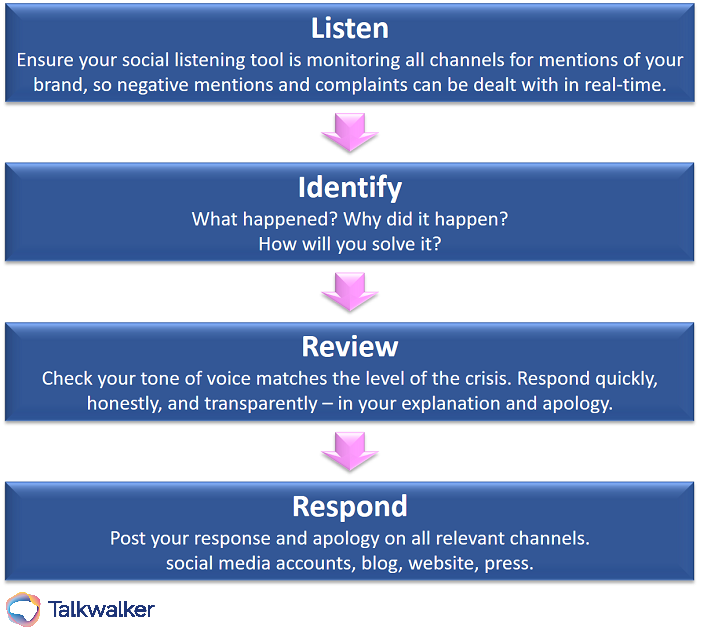 Listen
Ensure your social listening tool is monitoring all channels for mentions of your
brand, so negative mentions and complaints can be dealt with in real-time.
Identify
What happened? Why did it happen?
How will you solve it?
Review
Check your tone of voice matches the level of the crisis. Respond quickly,
honestly, and transparently – in your explanation and apology.
Respond
Post your response and apology on all relevant channels.
social media accounts, blog, website, press.
Talkwalker